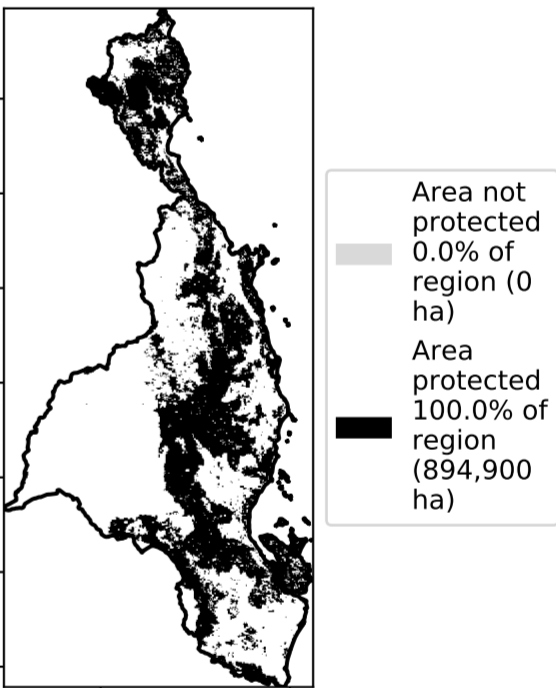 Area not
protected
0.0% of
region (0
ha)
Area
protected
100.0% of
region
(894,900
ha)